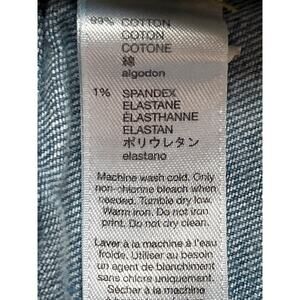 99% COTTON
COTON
COTONE
綿
algodon
1% SPANDEX
ELASTANE
ÉLASTHANNE
ELASTAN
ポリウレタン
elastano
Machine wash cold. Only
non-chlorine bleach when
needed. Tumble dry low.
Warm iron. Do not iron
print. Do not dry clean.
Laver à la machine à l'eau
froide. Utiliser au besoin
un agent de blanchiment
sans chlore uniquement.
Sécher à la machine